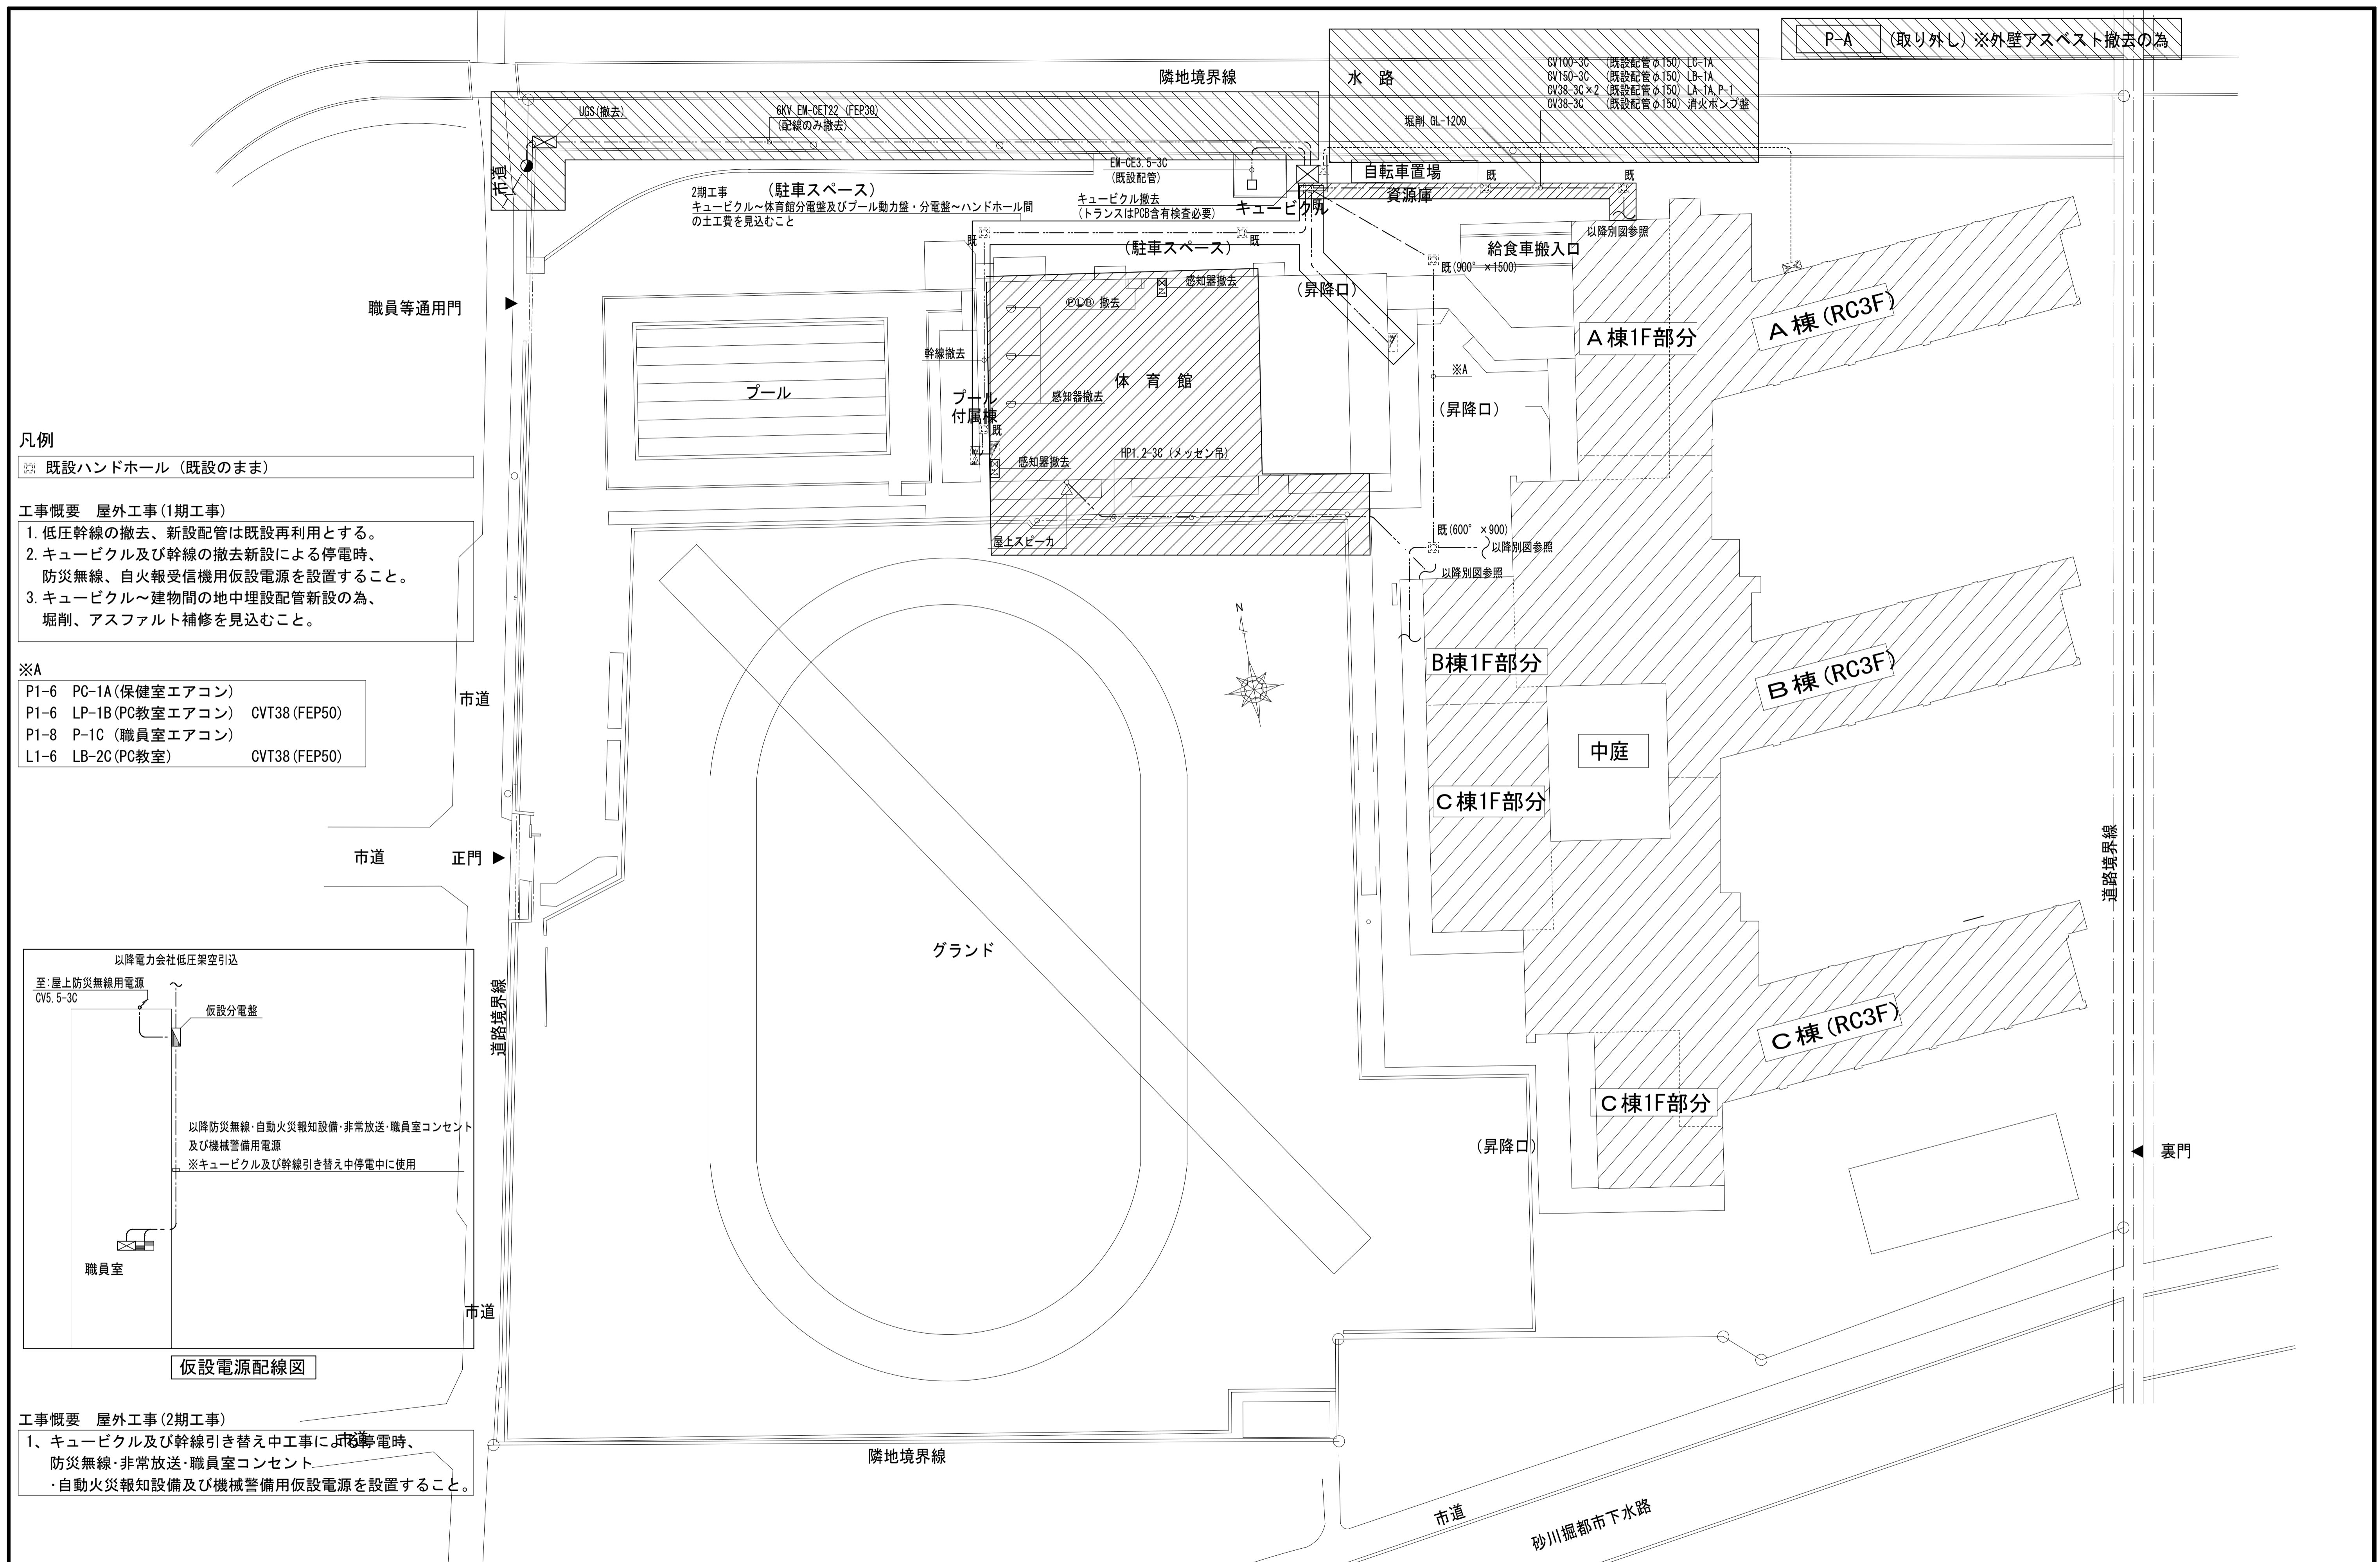 P-A (取り外し)※外壁アスベスト撤去の為
隣地境界線
水　路
CV100-3C (既設配管φ150) LC-1A
CV150-3C (既設配管φ150) LB-1A
CV38-3C×2 (既設配管φ150) LA-1A,P-1
CV38-3C (既設配管φ150) 消火ポンプ盤
UGS(撤去)
6KV EM-CET22 (FEP30)
(配線のみ撤去)
堀削 GL-1200
市道
EM-CE3.5-3C
(既設配管)
自転車置場
既
既
資源庫
2期工事
(駐車スペース)
キュービクル～体育館分電盤及びプール動力盤・分電盤～ハンドホール間
の土工費を見込むこと
キュービクル撤去
(トランスはPCB含有検査必要)
キュービクル
既
以降別図参照
既
既
(駐車スペース)
給食車搬入口
既(900°×1500)
感知器撤去
(昇降口)
ⓅⓁⒷ 撤去
職員等通用門
A棟1F部分
A棟(RC3F)
幹線撤去
プール
体　育　館
※A
プール
付属棟
感知器撤去
(昇降口)
既
凡例
既設ハンドホール (既設のまま)
感知器撤去
HP1.2-3C (メッセン吊)
屋上スピーカ
既(600°×900)
以降別図参照
以降別図参照
工事慨要　屋外工事(1期工事)
1.低圧幹線の撤去、新設配管は既設再利用とする。
2.キュービクル及び幹線の撤去新設による停電時、
防災無線、自火報受信機用仮設電源を設置すること。
3.キュービクル～建物間の地中埋設配管新設の為、
堀削、アスファルト補修を見込むこと。
N
※A
P1-6 PC-1A(保健室エアコン)
P1-6 LP-1B(PC教室エアコン) CVT38(FEP50)
P1-8 P-1C (職員室エアコン)
L1-6 LB-2C(PC教室) CVT38(FEP50)
市道
B棟1F部分
B棟(RC3F)
中庭
C棟1F部分
市道
正門
道路境界線
グランド
以降電力会社低圧架空引込
至:屋上防災無線用電源
CV5.5-3C
仮設分電盤
道路境界線
C棟(RC3F)
C棟1F部分
以降防災無線･自動火災報知設備･非常放送･職員室コンセント
及び機械警備用電源
※キュービクル及び幹線引き替え中停電中に使用
(昇降口)
裏門
職員室
市道
仮設電源配線図
工事慨要　屋外工事(2期工事)
1、キュービクル及び幹線引き替え中工事による停電時、
市道
防災無線･非常放送･職員室コンセント
･自動火災報知設備及び機械警備用仮設電源を設置すること。
隣地境界線
市道
砂川掘都市下水路